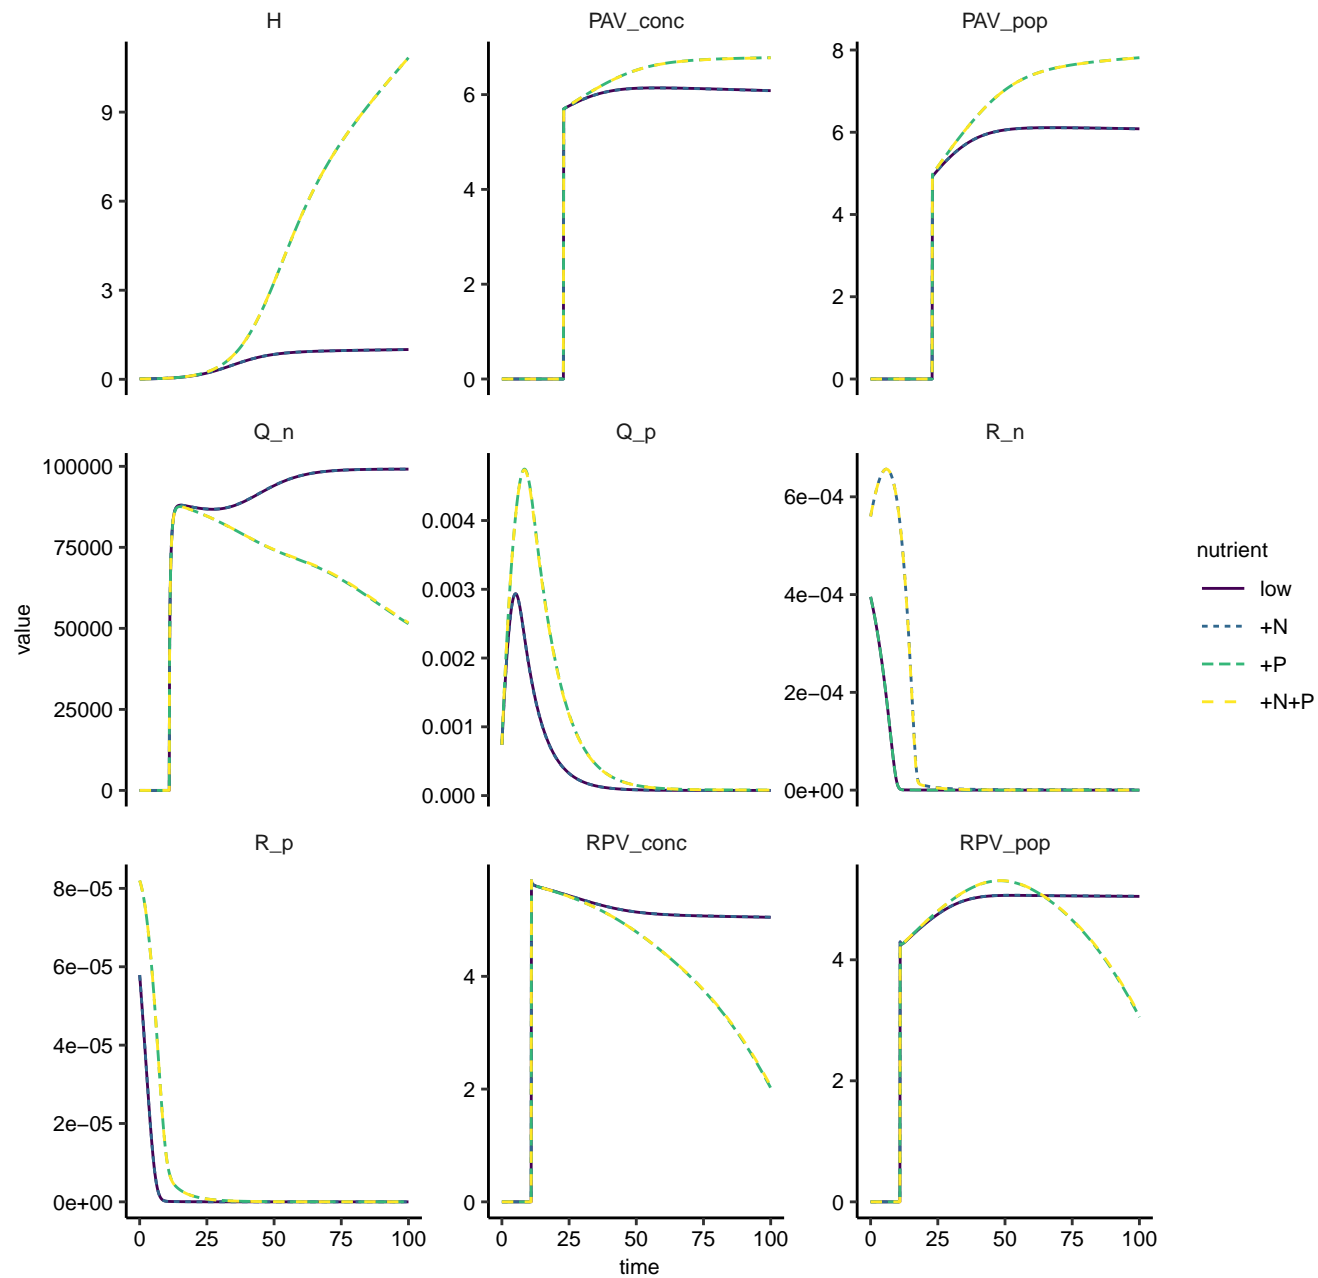 H
PAV_conc
PAV_pop
9
6
3
0
6
4
2
0
8
6
4
2
0
Q_n
Q_p
R_n
100000
75000
50000
25000
0
0.004
0.003
0.002
0.001
0.000
6e−04
4e−04
2e−04
0e+00
value
nutrient
low
+N
+P
+N+P
R_p
RPV_conc
RPV_pop
8e−05
6e−05
4e−05
2e−05
0e+00
4
2
0
4
2
0
0 25 50 75 100
0 25 50 75 100
0 25 50 75 100
time